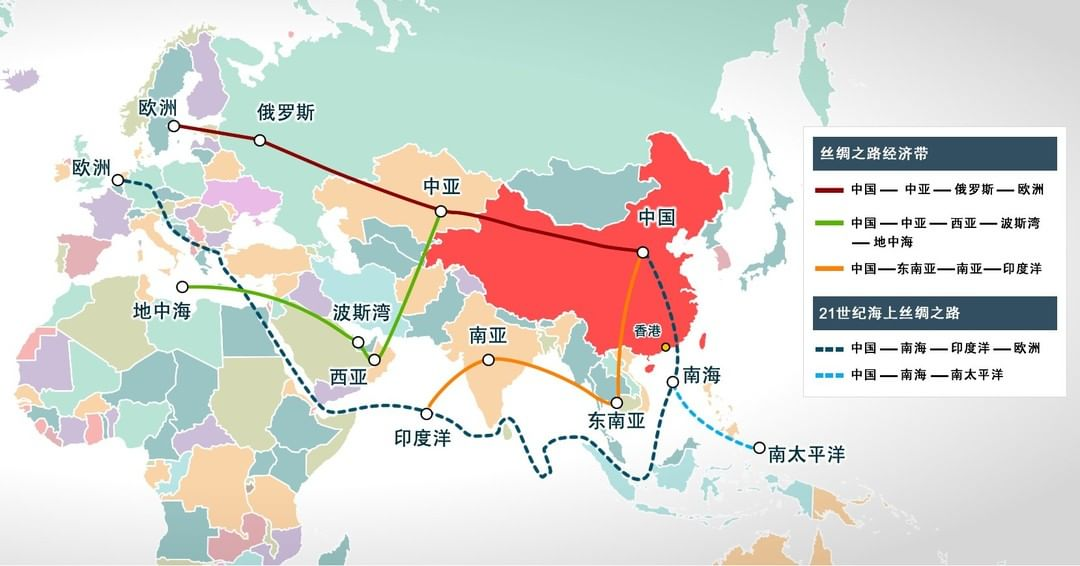 欧洲
俄罗斯
欧洲
中亚
中国
地中海
波斯湾
西亚
南亚
香港
南海
东南亚
印度洋
南太平洋
丝绸之路经济带
中国 — 中亚 — 俄罗斯 — 欧洲
中国 — 中亚 — 西亚 — 波斯湾
— 地中海
中国 — 东南亚 — 南亚 — 印度洋
21世纪海上丝绸之路
中国 — 南海 — 印度洋 — 欧洲
中国 — 南海 — 南太平洋